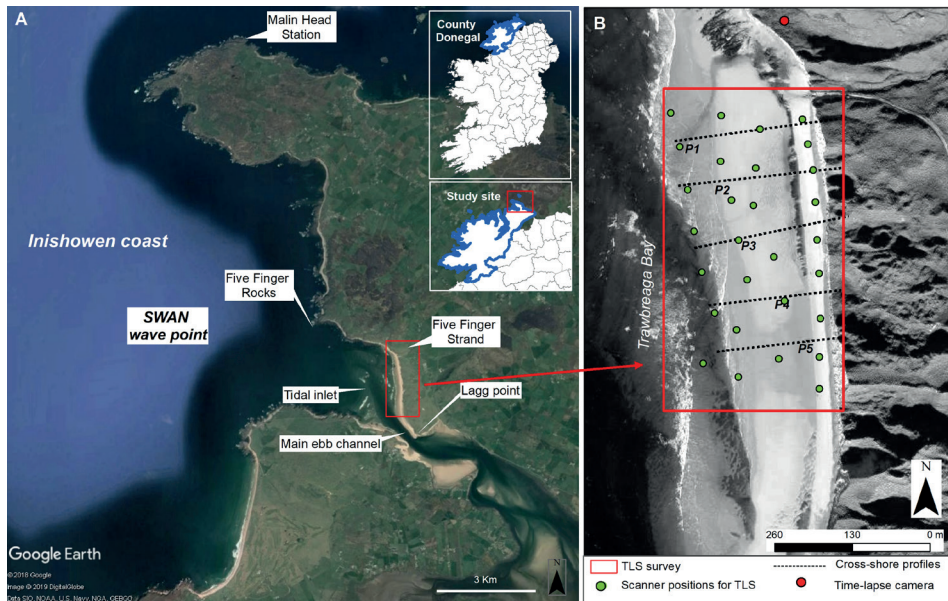 A
Malin Head
Station
County
Donegal
Study site
Inishowen coast
Five Finger
Rocks
SWAN
wave point
Five Finger
Strand
Tidal inlet
Lagg point
Main ebb channel
Google Earth
© 2018 Google
Image © 2019 DigitalGlobe
Data SIO, NOAA, U.S. Navy, NGA, GEBCO
3 Km
N
B
P1
P2
P3
P4
P5
Trawbreaga Bay
N
260 130 0 m
TLS survey
Cross-shore profiles
Scanner positions for TLS
Time-lapse camera